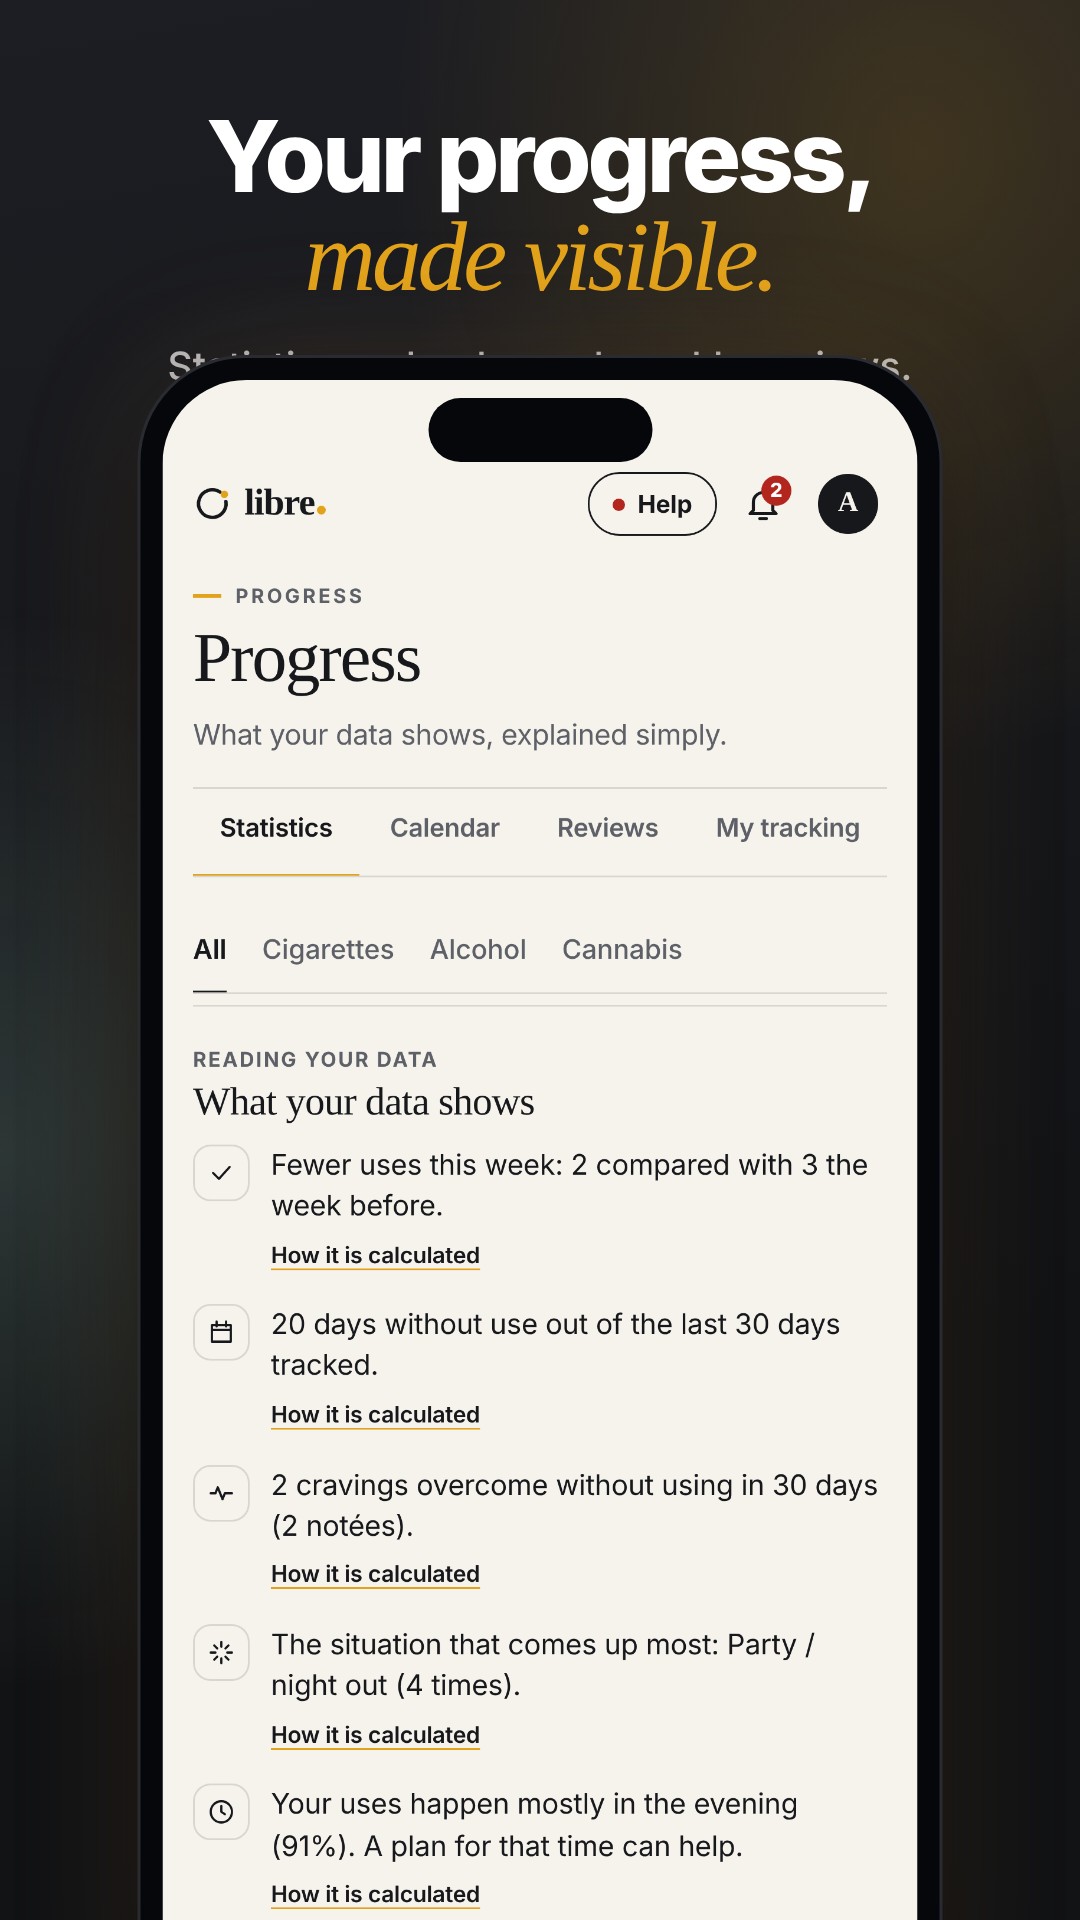 Your progress,
made visible.
libre.
Help
2
A
PROGRESS
Progress
What your data shows, explained simply.
Statistics Calendar Reviews My tracking
All Cigarettes Alcohol Cannabis
READING YOUR DATA
What your data shows
Fewer uses this week: 2 compared with 3 the
week before.
How it is calculated
20 days without use out of the last 30 days
tracked.
How it is calculated
2 cravings overcome without using in 30 days
(2 notées).
How it is calculated
The situation that comes up most: Party /
night out (4 times).
How it is calculated
Your uses happen mostly in the evening
(91%). A plan for that time can help.
How it is calculated